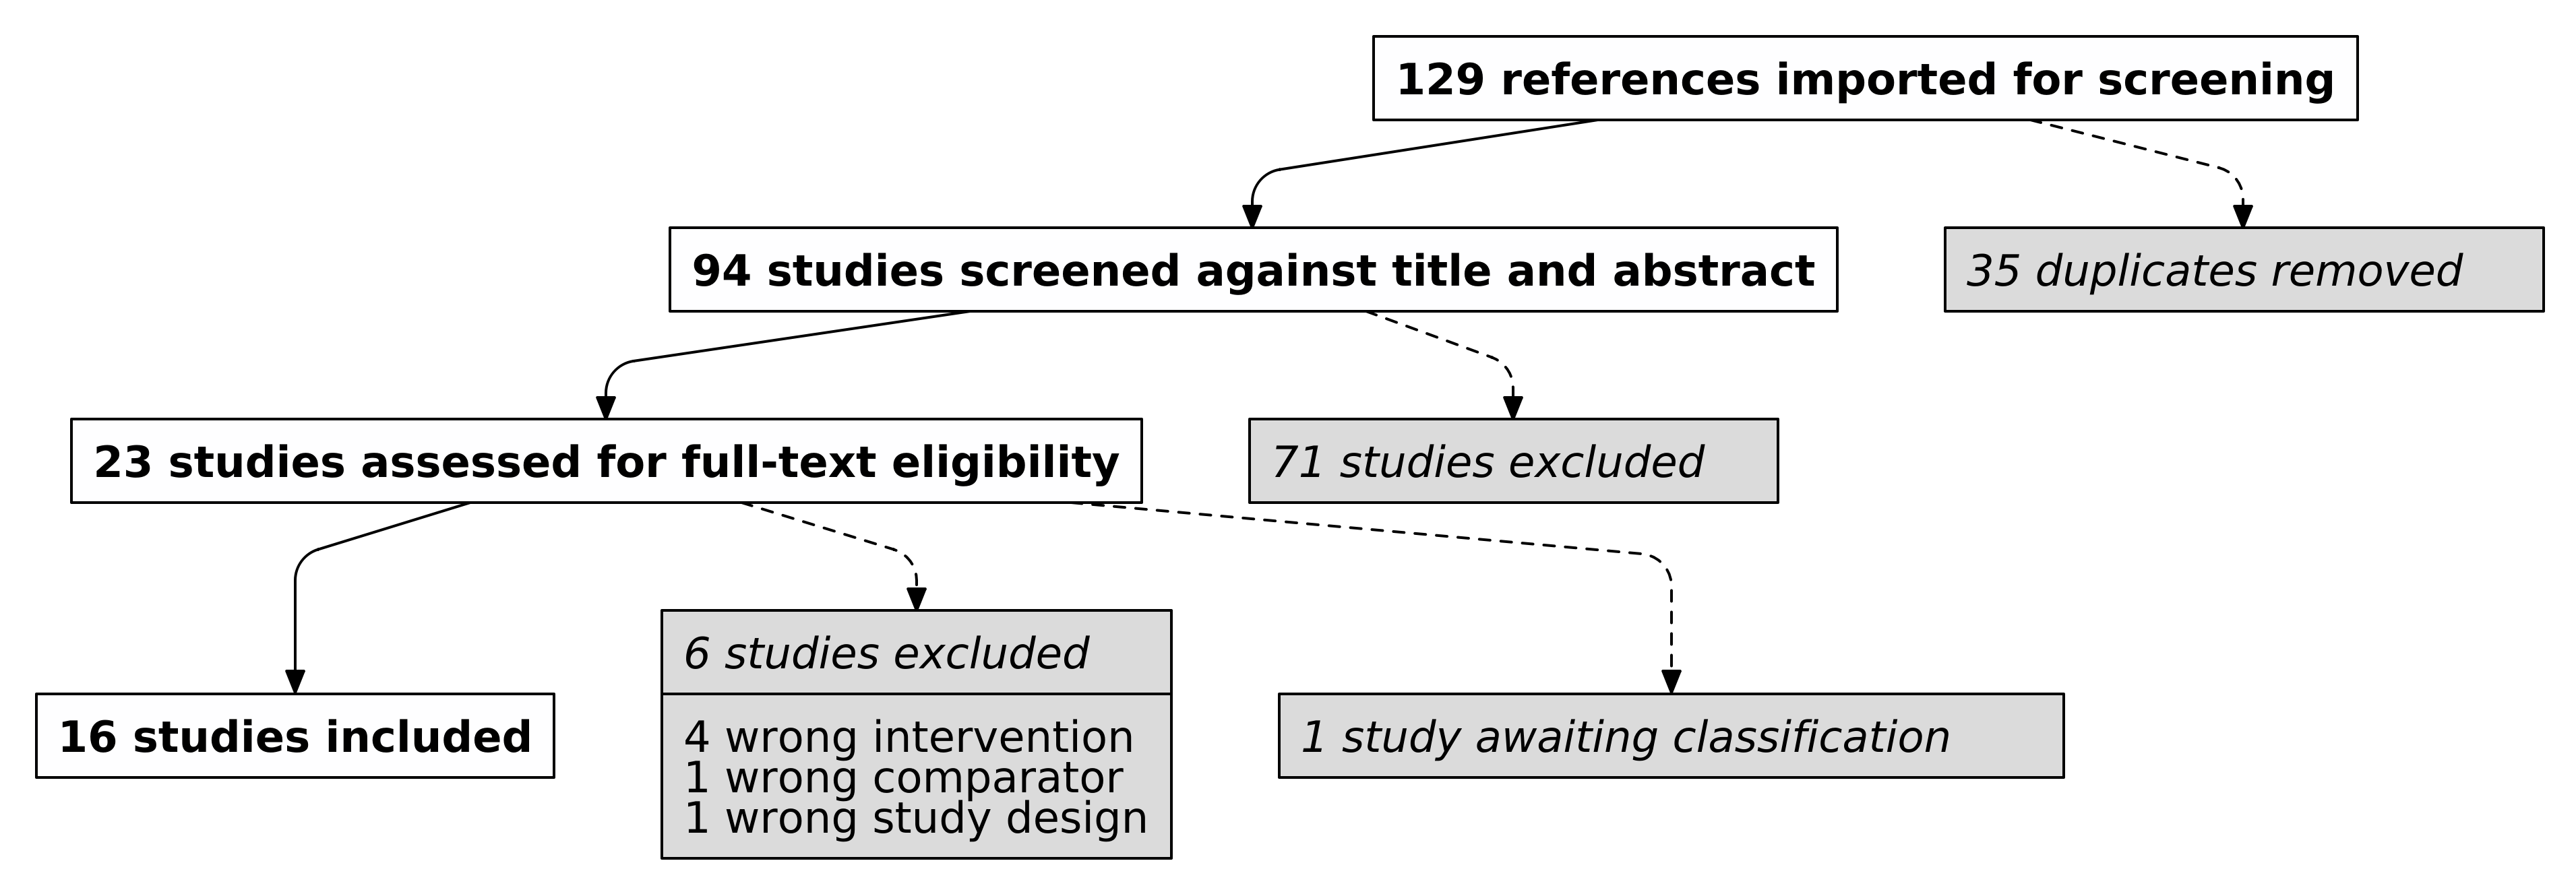 129 references imported for screening
94 studies screened against title and abstract
35 duplicates removed
23 studies assessed for full-text eligibility
71 studies excluded
6 studies excluded
16 studies included
4 wrong intervention
1 wrong comparator
1 wrong study design
1 study awaiting classification